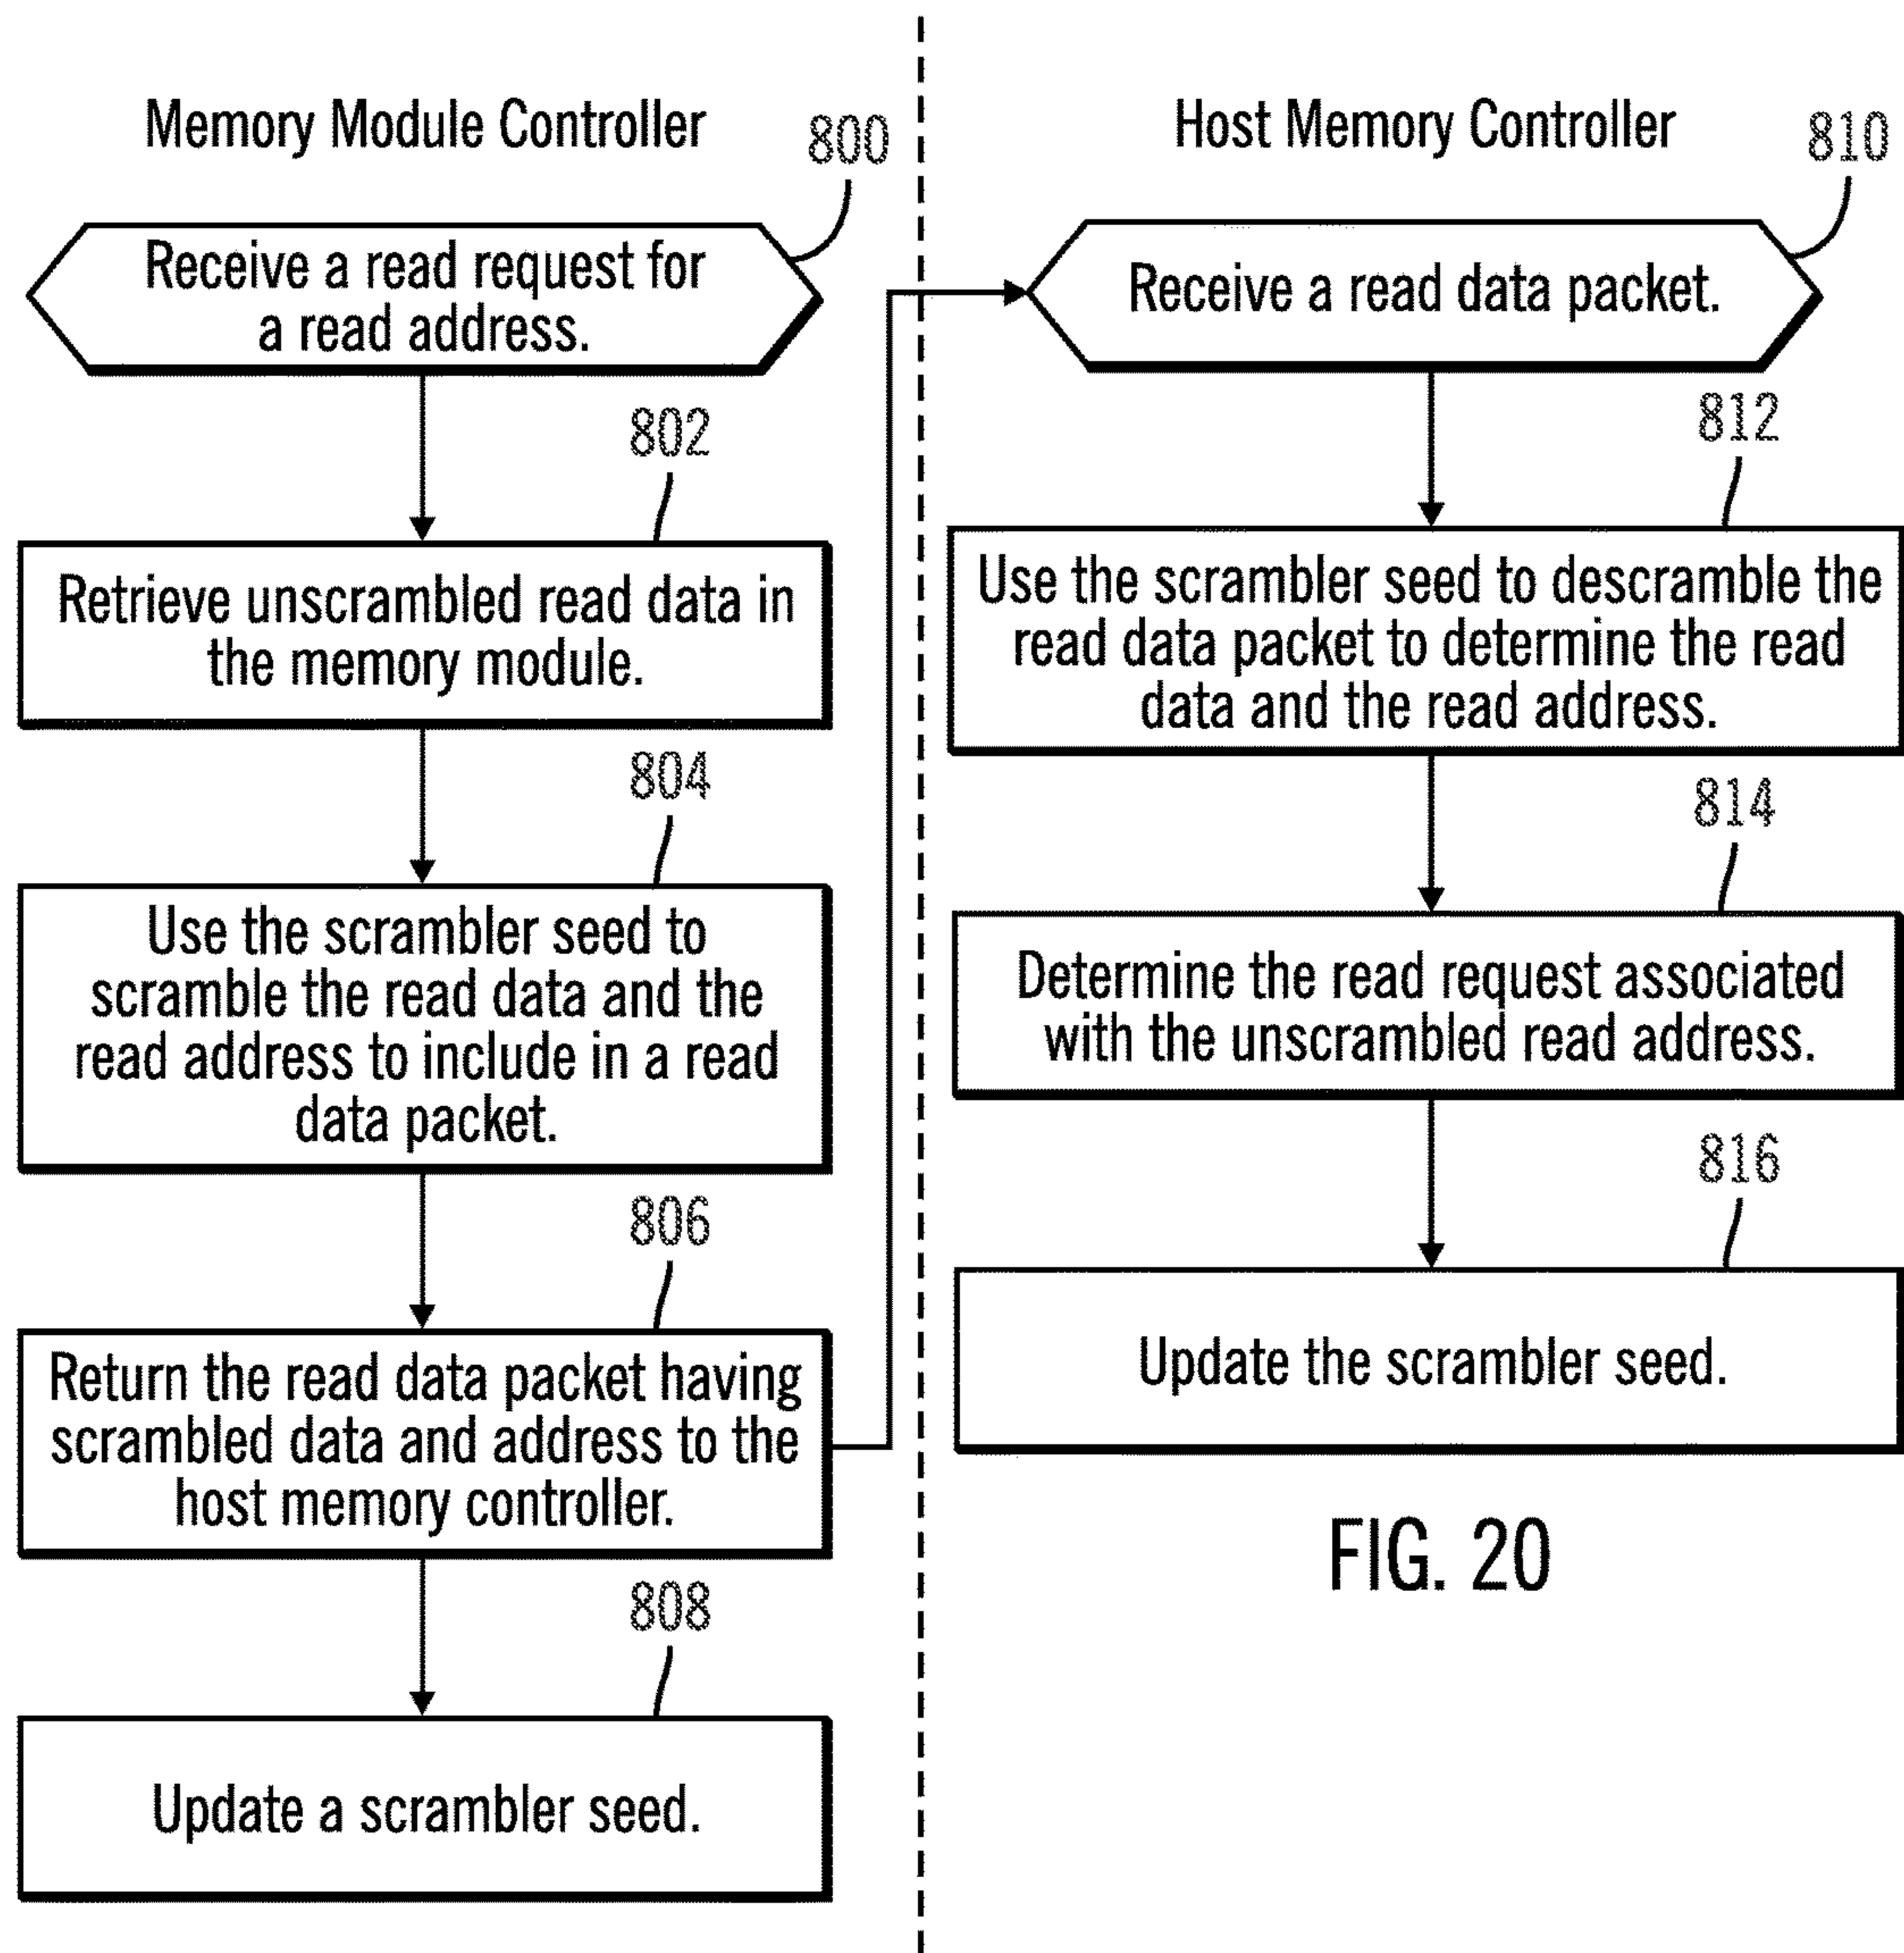 Memory Module Controller
800
Receive a read request for
a read address.
802
Retrieve unscrambled read data in
the memory module.
804
Use the scrambler seed to
scramble the read data and the
read address to include in a read
data packet.
806
Return the read data packet having
scrambled data and address to the
host memory controller.
808
Update a scrambler seed.
Host Memory Controller
810
Receive a read data packet.
812
Use the scrambler seed to descramble the
read data packet to determine the read
data and the read address.
814
Determine the read request associated
with the unscrambled read address.
816
Update the scrambler seed.
FIG. 20